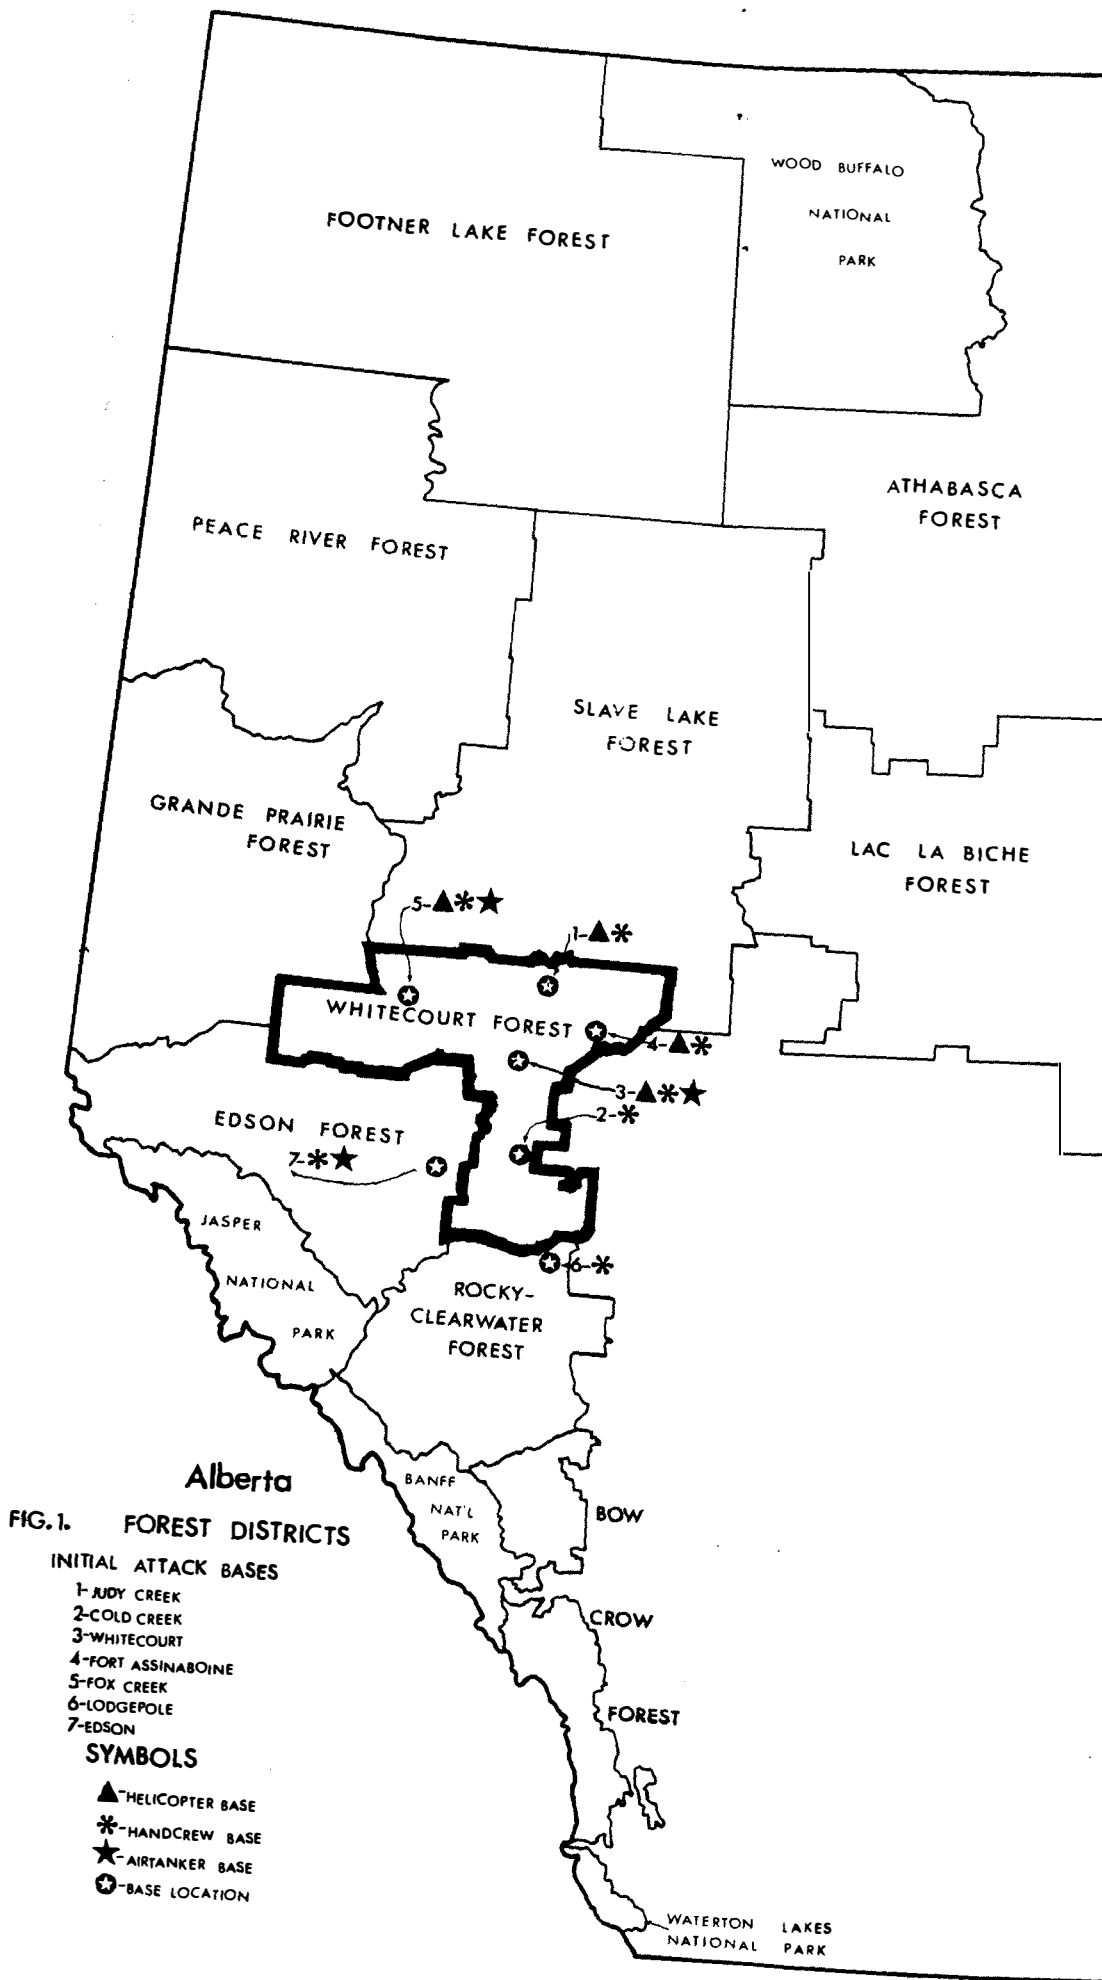 WOOD BUFFALO
NATIONAL
PARK
FOOTNER LAKE FOREST
ATHABASCA
FOREST
PEACE RIVER FOREST
SLAVE LAKE
FOREST
GRANDE PRAIRIE
FOREST
LAC LA BICHE
FOREST
5-
1-
WHITECOURT FOREST
4-
3-
2-
EDSON FOREST
7-
JASPER
NATIONAL
PARK
6-
ROCKY-
CLEARWATER
FOREST
BANFF
NAT'L
PARK
BOW
CROW
FOREST
Alberta
FIG.1. FOREST DISTRICTS
INITIAL ATTACK BASES
1-JUDY CREEK
2-COLD CREEK
3-WHITECOURT
4-FORT ASSINABOINE
5-FOX CREEK
6-LODGEPOLE
7-EDSON
SYMBOLS
-HELICOPTER BASE
-HANDCREW BASE
-AIRTANKER BASE
-BASE LOCATION
WATERTON LAKES
NATIONAL PARK